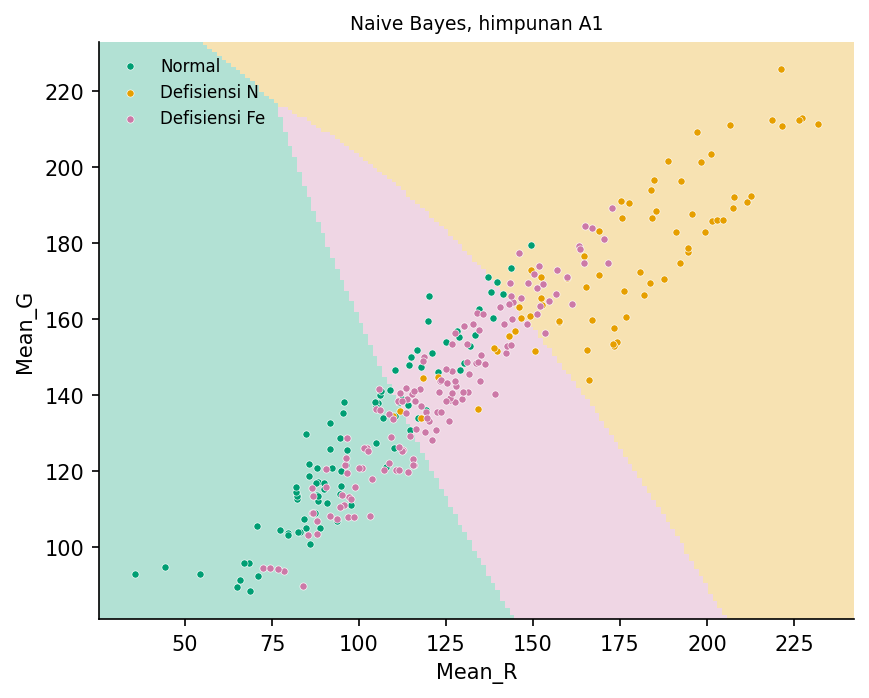 Naive Bayes, himpunan A1
Normal
Defisiensi N
Defisiensi Fe
Mean_G
220
200
180
160
140
120
100
50 75 100 125 150 175 200 225
Mean_R